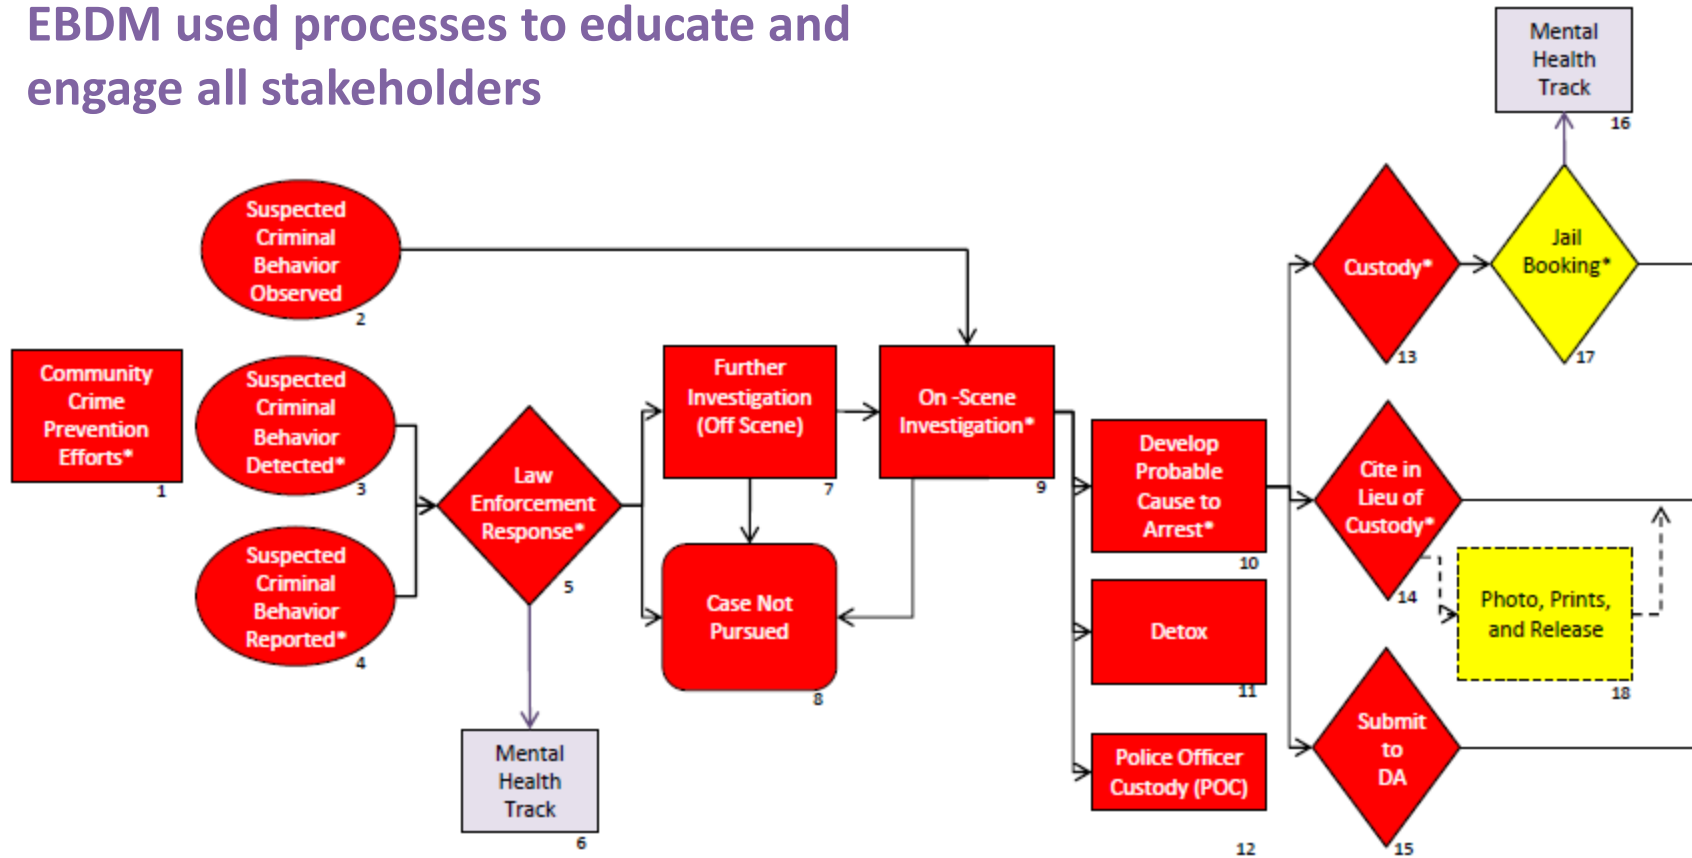 EBDM used processes to educate and
engage all stakeholders
Mental
Health
Track
16
Suspected
Criminal
Behavior
Observed
2
Custody*
13
Jail
Booking*
17
Community
Crime
Prevention
Efforts*
1
Suspected
Criminal
Behavior
Detected*
3
Suspected
Criminal
Behavior
Reported*
4
Law
Enforcement
Response*
5
Mental
Health
Track
6
Further
Investigation
(Off Scene)
7
Case Not
Pursued
8
On -Scene
Investigation*
9
Develop
Probable
Cause to
Arrest*
10
Detox
11
Police Officer
Custody (POC)
12
Cite in
Lieu of
Custody*
14
Photo, Prints,
and Release
18
Submit
to
DA
15